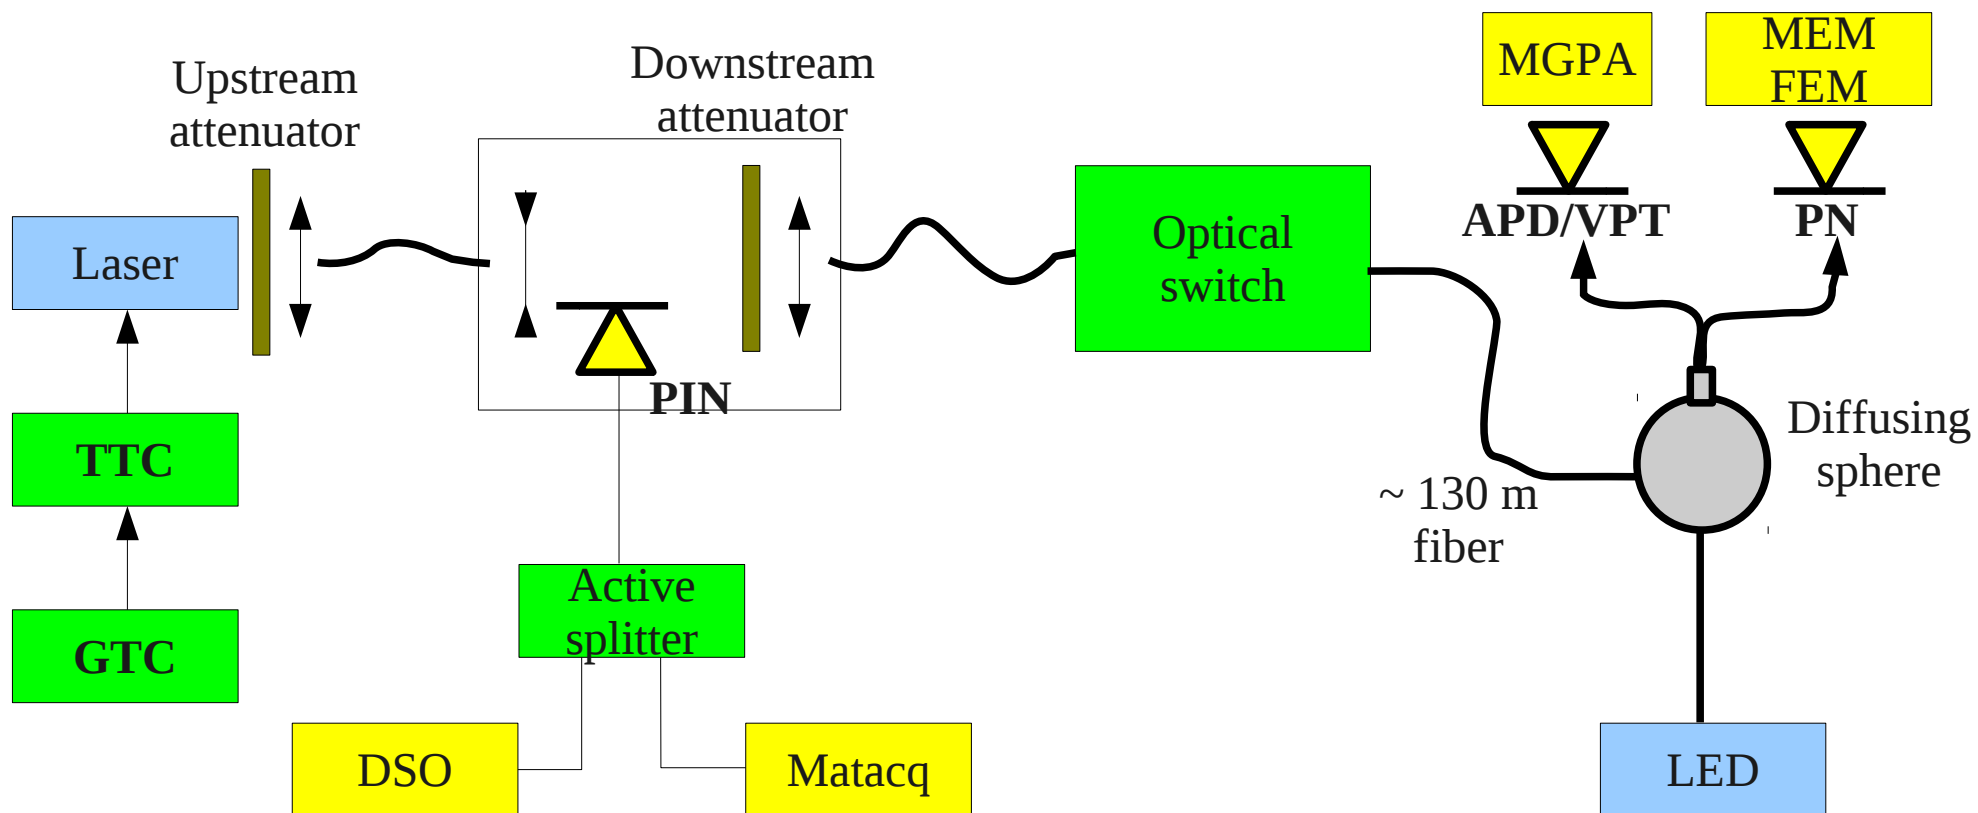 Upstream
attenuator
Downstream
attenuator
MGPA
MEM
FEM
Laser
Optical
switch
APD/VPT
PN
PIN
TTC
Diffusing
sphere
~ 130 m
fiber
Active
splitter
GTC
DSO
Matacq
LED